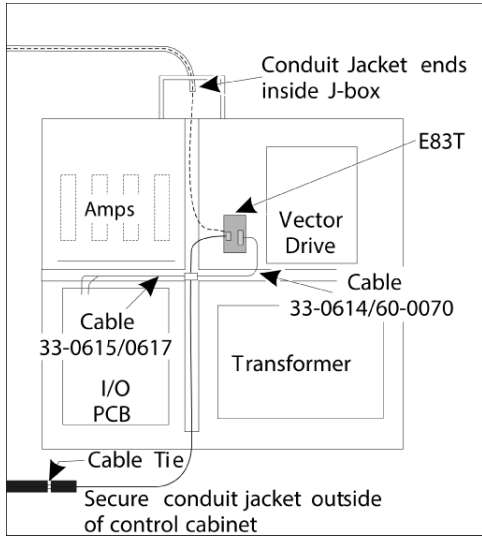 Conduit Jacket ends
inside J-box
E83T
Amps
Vector
Drive
Cable
33-0614/60-0070
Cable
33-0615/0617
Transformer
I/O
PCB
Cable Tie
Secure conduit jacket outside
of control cabinet